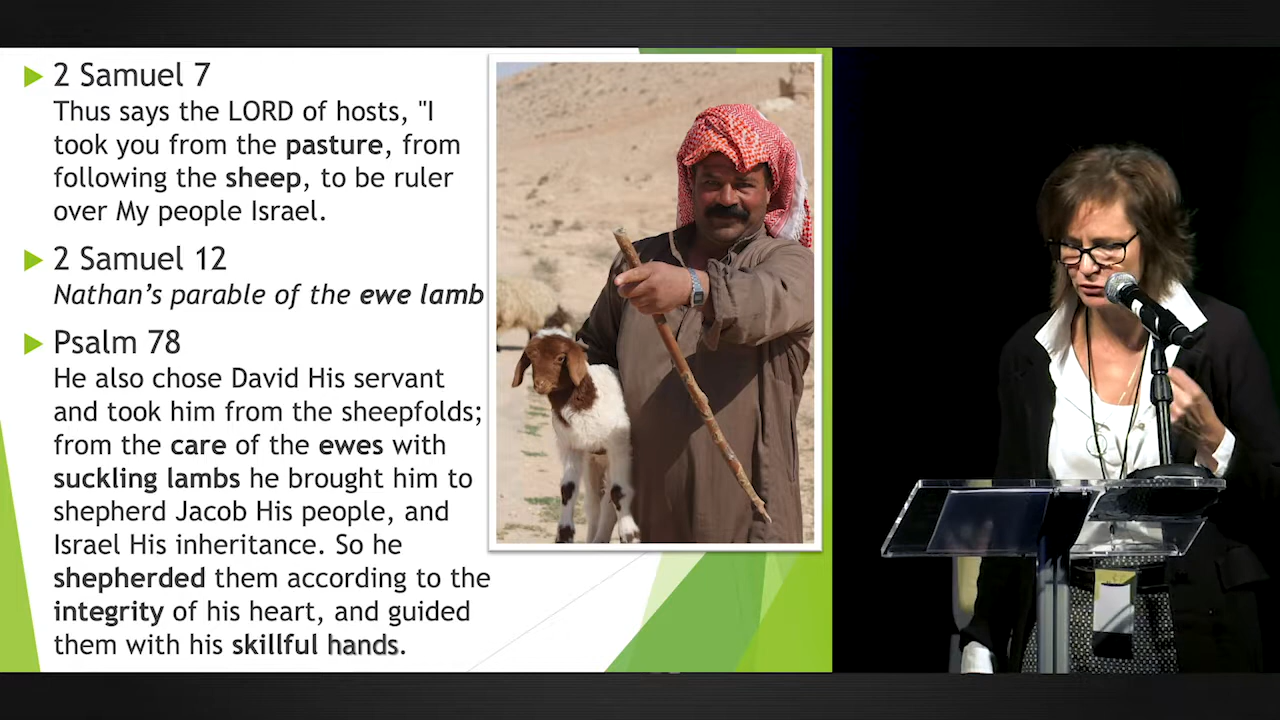 2 Samuel 7
Thus says the LORD of hosts, "I
took you from the pasture, from
following the sheep, to be ruler
over My people Israel.
2 Samuel 12
Nathan's parable of the ewe lamb
Psalm 78
He also chose David His servant
and took him from the sheepfolds;
from the care of the ewes with
suckling lambs he brought him to
shepherd Jacob His people, and
Israel His inheritance. So he
shepherded them according to the
integrity of his heart, and guided
them with his skillful hands.